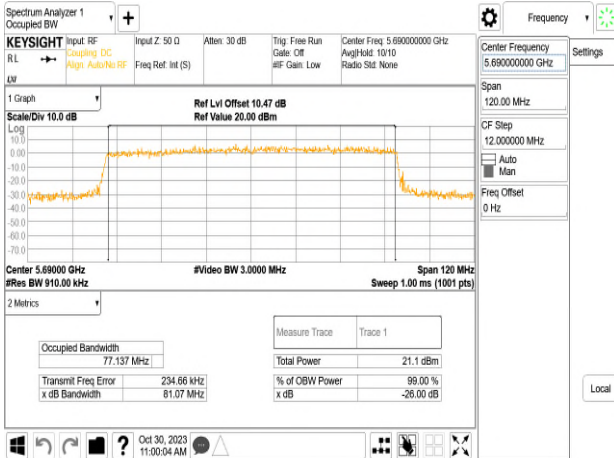 Spectrum Analyzer 1
Occupied BW
+
Frequency
KEYSIGHT
RL
Input: RF
Coupling: DC
Align: Auto/No RF
Input Z: 50 Ω
Freq Ref: Int (S)
Atten: 30 dB
Trig: Free Run
Gate: Off
#IF Gain: Low
Center Freq: 5.690000000 GHz
Avg|Hold: 10/10
Radio Std: None
Center Frequency
5.690000000 GHz
Settings
Span
120.00 MHz
CF Step
12.000000 MHz
Auto
Man
Freq Offset
0 Hz
Local
1 Graph
Scale/Div 10.0 dB
Ref Lvl Offset 10.47 dB
Ref Value 20.00 dBm
Log
10.0
0.00
-10.0
-20.0
-30.0
-40.0
-50.0
-60.0
-70.0
Center 5.69000 GHz
#Res BW 910.00 kHz
#Video BW 3.0000 MHz
Span 120 MHz
Sweep 1.00 ms (1001 pts)
2 Metrics
Measure Trace
Trace 1
Occupied Bandwidth
77.137 MHz
Total Power
21.1 dBm
Transmit Freq Error
234.66 kHz
% of OBW Power
99.00 %
x dB Bandwidth
81.07 MHz
x dB
-26.00 dB
?
Oct 30, 2023
11:00:04 AM